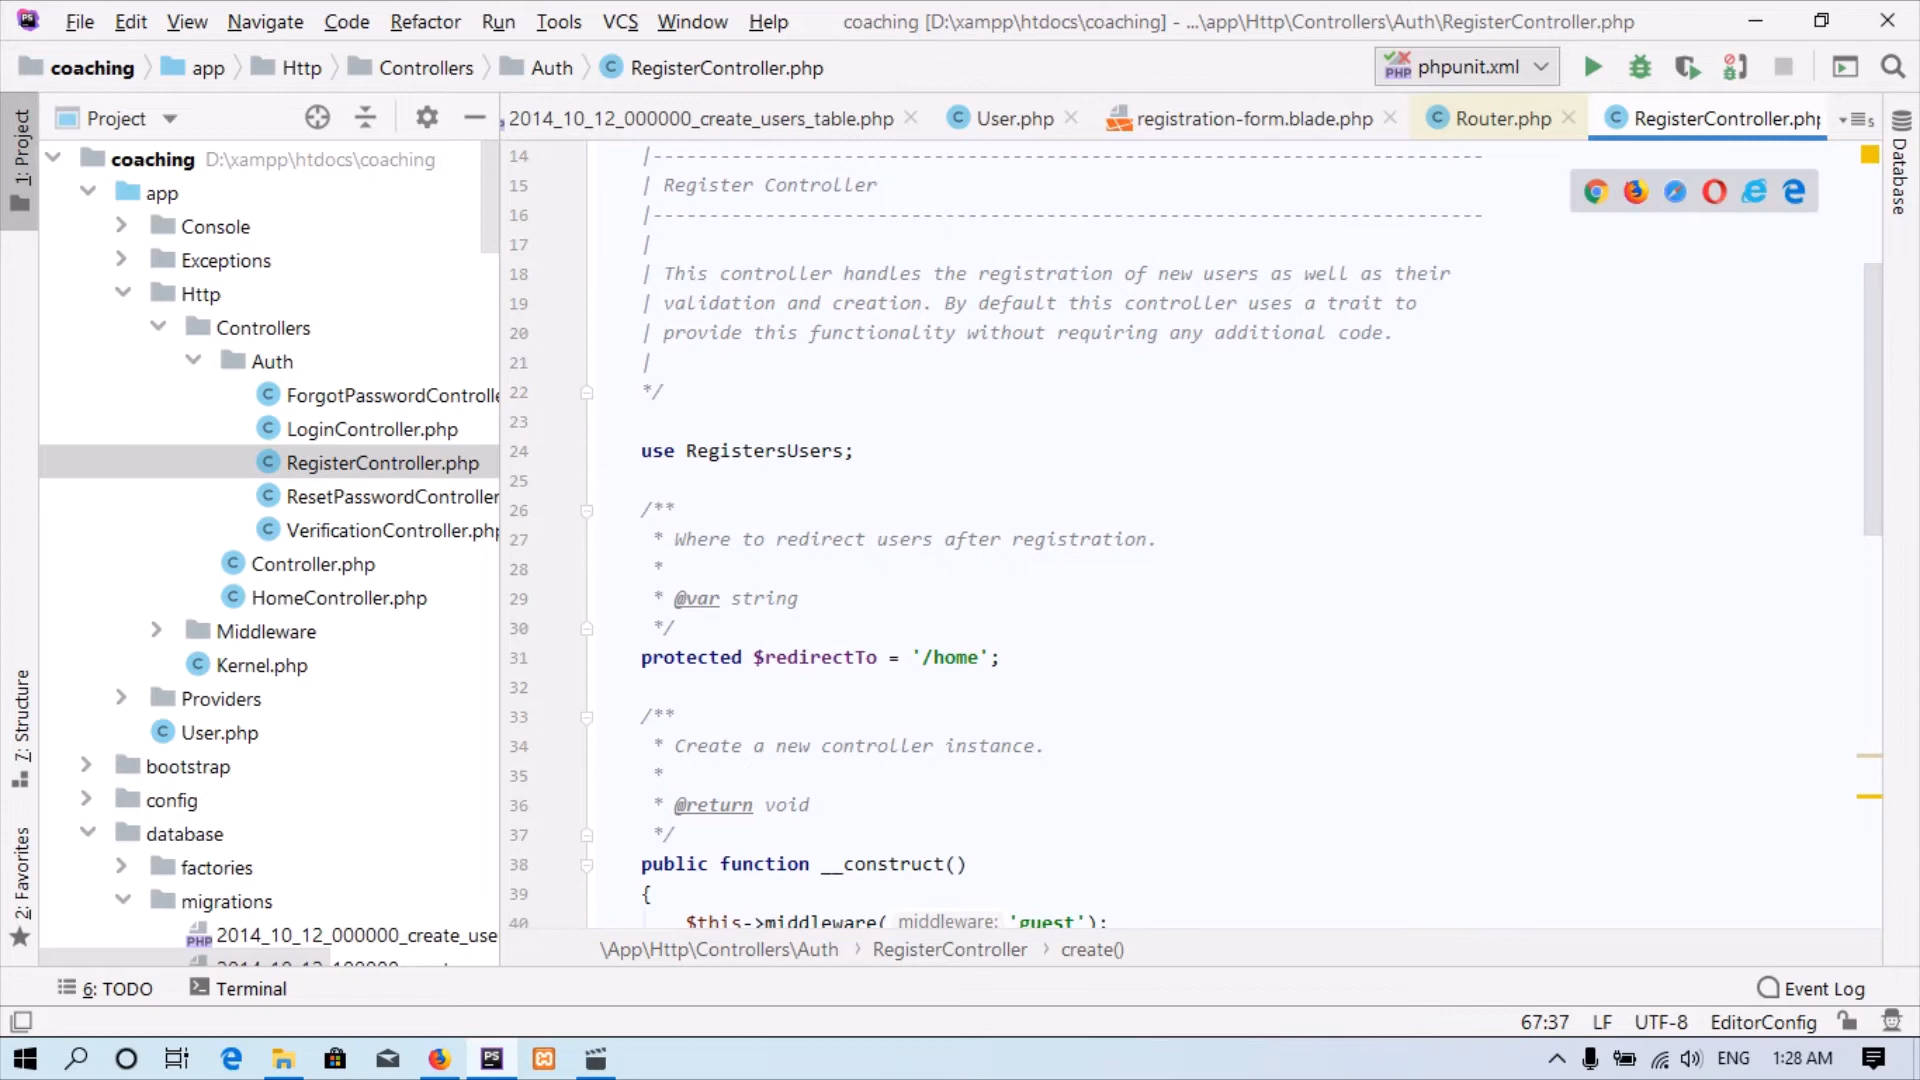 File Edit View Navigate Code Refactor Run Tools VCS Window Help coaching [D:\xampp\htdocs\coaching] - ...\app\Http\Controllers\Auth\RegisterController.php
coaching app Http Controllers Auth RegisterController.php phpunit.xml
1: Project
Project
2014_10_12_000000_create_users_table.php User.php registration-form.blade.php Router.php RegisterController.php
Database
coaching D:\xampp\htdocs\coaching
app
Console
Exceptions
Http
Controllers
Auth
ForgotPasswordControlle
LoginController.php
RegisterController.php
ResetPasswordController
VerificationController.php
Controller.php
HomeController.php
Middleware
Kernel.php
Providers
User.php
bootstrap
config
database
factories
migrations
2014_10_12_000000_create_use
7: Structure
2: Favorites
14 |--------------------------------------------------------------------------
15 | Register Controller
16 |--------------------------------------------------------------------------
17 |
18 | This controller handles the registration of new users as well as their
19 | validation and creation. By default this controller uses a trait to
20 | provide this functionality without requiring any additional code.
21 |
22 */
23
24 use RegistersUsers;
25
26 /**
27 * Where to redirect users after registration.
28 *
29 * @var string
30 */
31 protected $redirectTo = '/home';
32
33 /**
34 * Create a new controller instance.
35 *
36 * @return void
37 */
38 public function __construct()
39 {
40 $this->middleware( middleware: 'guest');
\App\Http\Controllers\Auth RegisterController create()
6: TODO Terminal Event Log
67:37 LF UTF-8 EditorConfig
PS ENG 1:28 AM